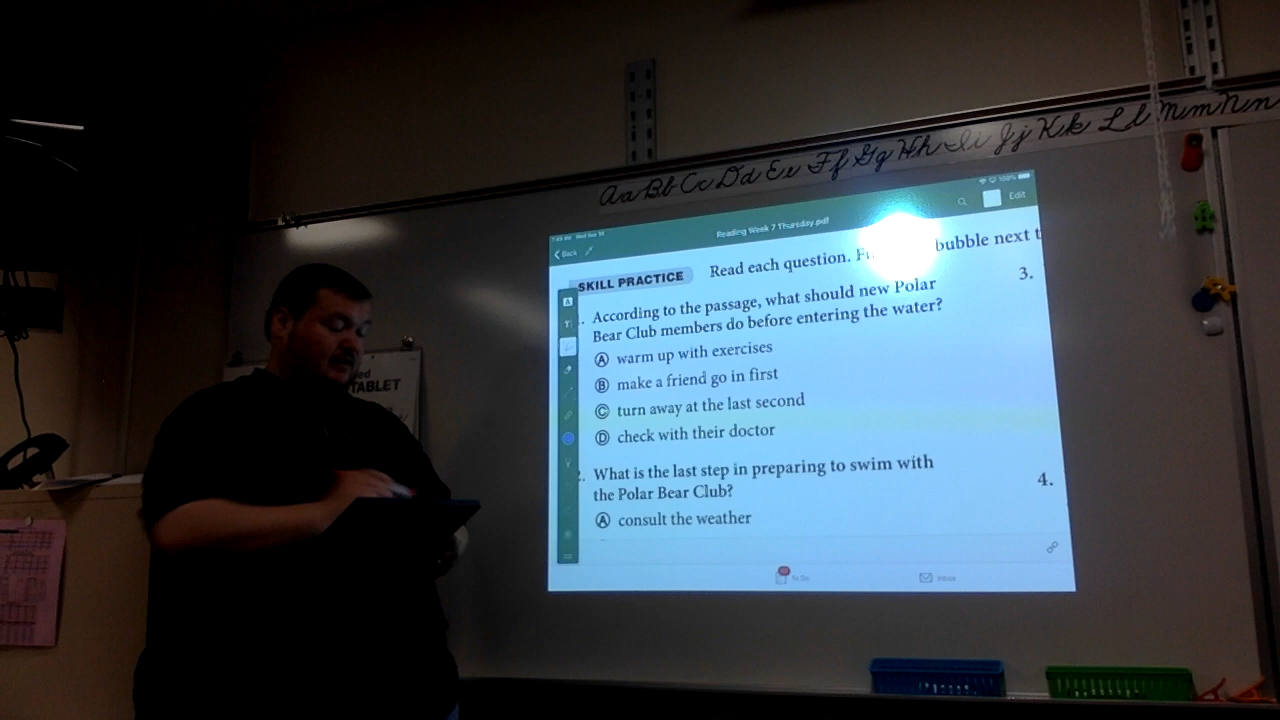 Aa Bb Cc Dd Ee Ff Gg Hh Ii Jj Kk Ll Mm Nn
100%
Reading Week 7 Thursday.pdf
Edit
Back
SKILL PRACTICE Read each question. bubble next t
According to the passage, what should new Polar
Bear Club members do before entering the water?
3.
A warm up with exercises
B make a friend go in first
C turn away at the last second
D check with their doctor
What is the last step in preparing to swim with
the Polar Bear Club?
4.
A consult the weather
To Do
Inbox
TABLET